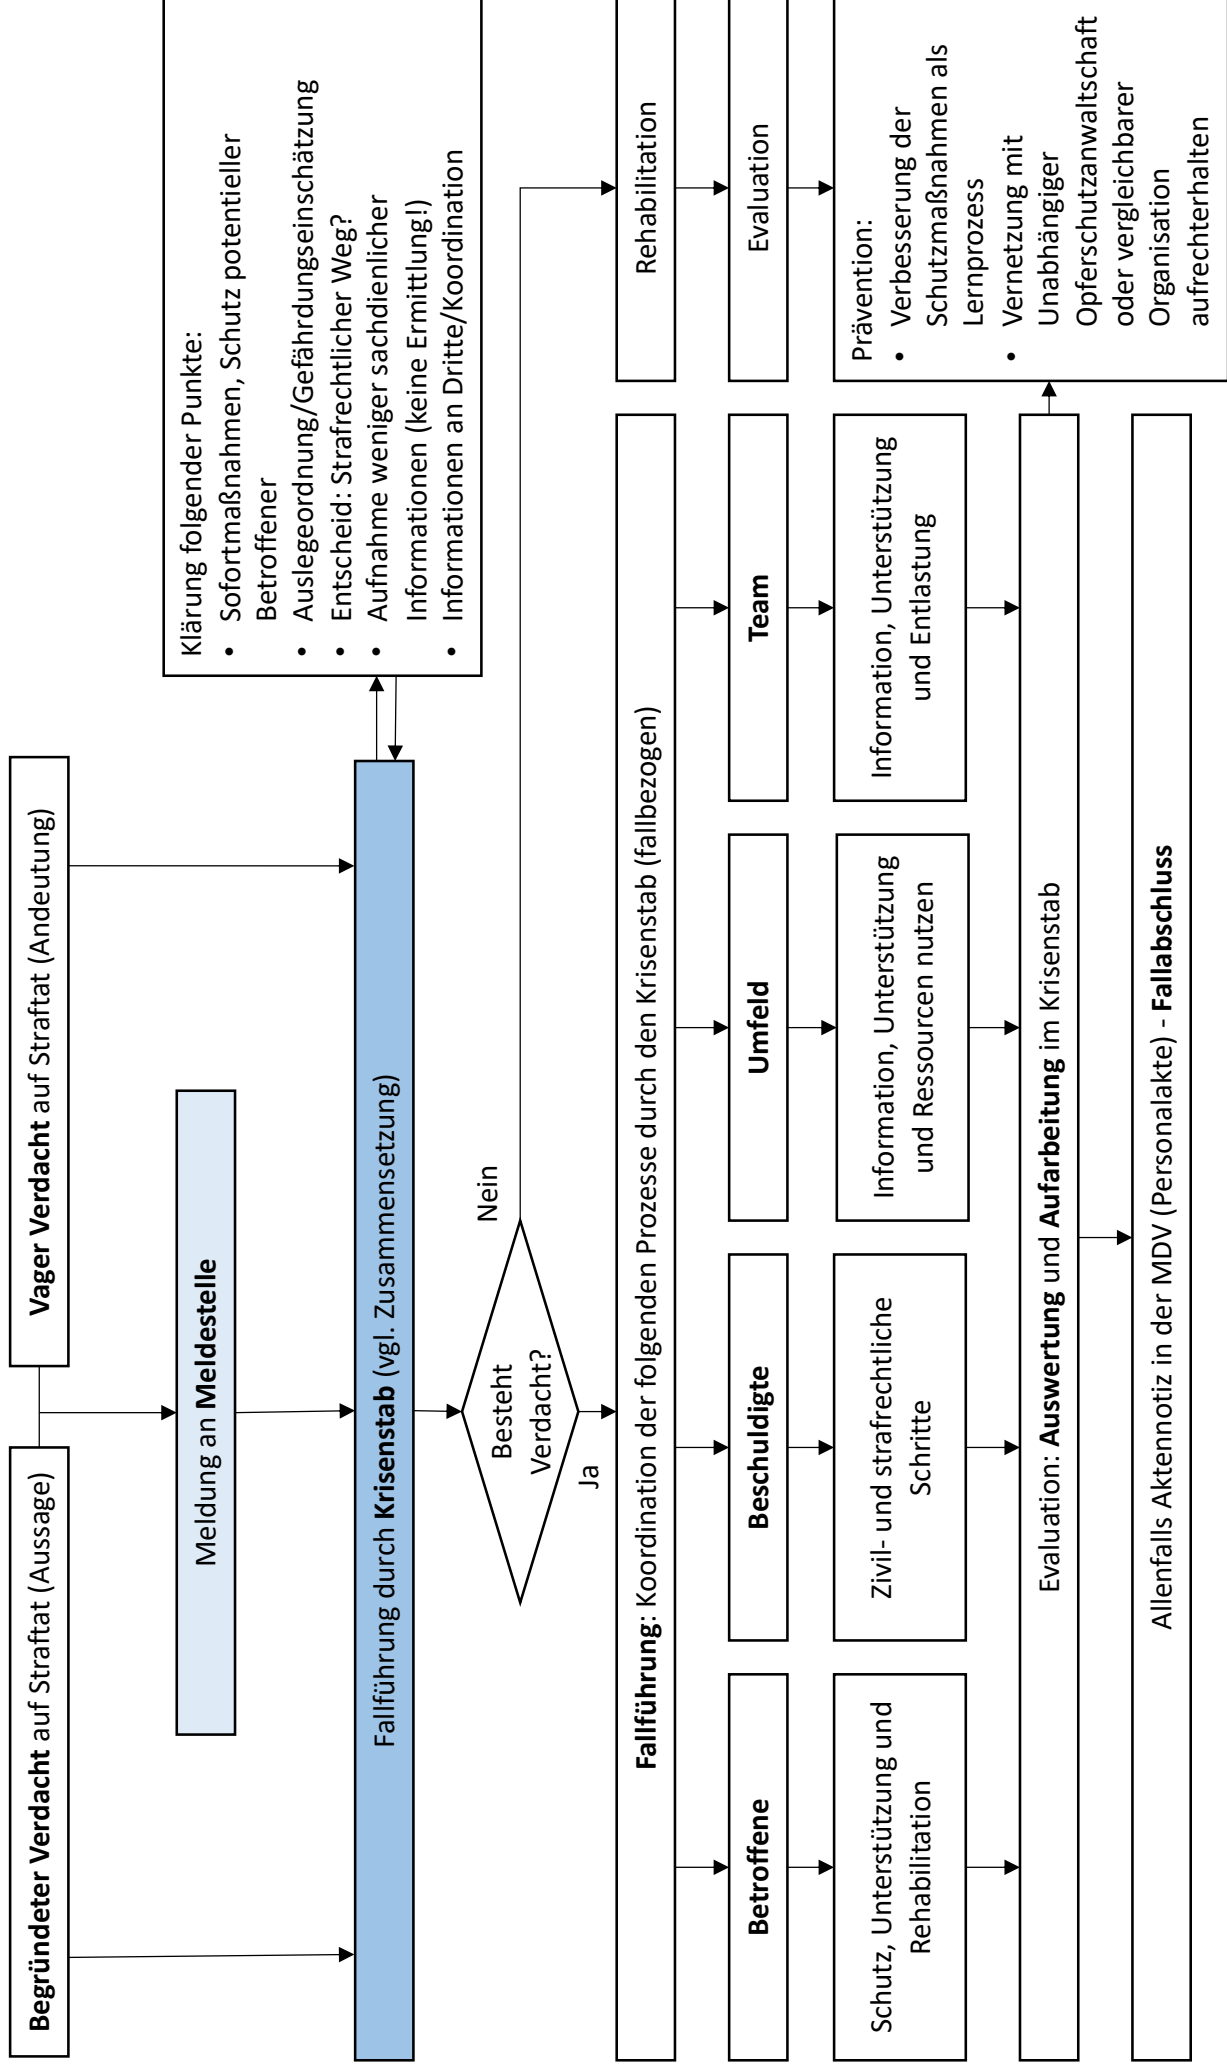 Begründeter Verdacht auf Straftat (Aussage)
Vager Verdacht auf Straftat (Andeutung)
Meldung an Meldestelle
Fallführung durch Krisenstab (vgl. Zusammensetzung)
Klärung folgender Punkte:
• Sofortmaßnahmen, Schutz potentieller
Betroffener
• Auslegeordnung/Gefährdungseinschätzung
• Entscheid: Strafrechtlicher Weg?
• Aufnahme weniger sachdienlicher
Informationen (keine Ermittlung!)
• Informationen an Dritte/Koordination
Besteht
Verdacht?
Nein
Ja
Fallführung: Koordination der folgenden Prozesse durch den Krisenstab (fallbezogen)
Rehabilitation
Betroffene
Beschuldigte
Umfeld
Team
Evaluation
Schutz, Unterstützung und
Rehabilitation
Zivil- und strafrechtliche
Schritte
Information, Unterstützung
und Ressourcen nutzen
Information, Unterstützung
und Entlastung
Prävention:
• Verbesserung der
Schutzmaßnahmen als
Lernprozess
• Vernetzung mit
Unabhängiger
Opferschutzanwaltschaft
oder vergleichbarer
Organisation
aufrechterhalten
Evaluation: Auswertung und Aufarbeitung im Krisenstab
Allenfalls Aktennotiz in der MDV (Personalakte) - Fallabschluss